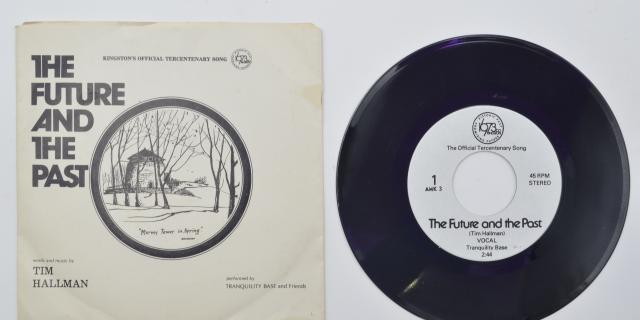 KINGSTON'S OFFICIAL TERCENTENARY SONG
THE
FUTURE
AND
THE
PAST
"Murney Tower in Spring"
words and music by
TIM
HALLMAN
performed by
TRANQUILITY BASE and Friends
1973
The Official Tercentenary Song
1
AMK 3
45 RPM
STEREO
The Future and the Past
(Tim Hallman)
VOCAL
Tranquility Base
2:44